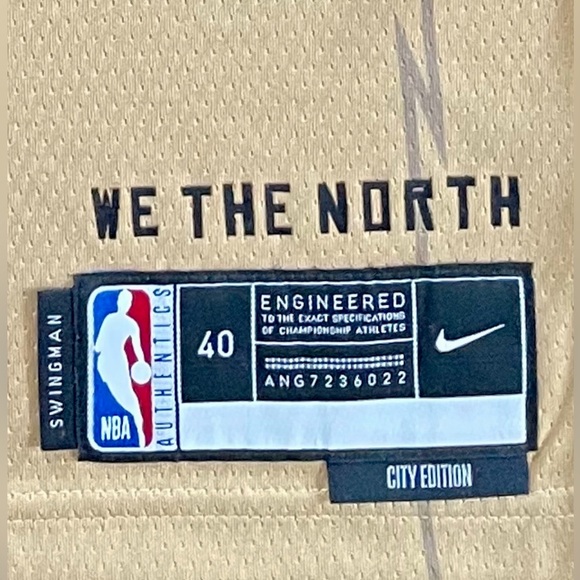 WE THE NORTH
SWINGMAN
NBA
AUTHENTICS
40
ENGINEERED
TO THE EXACT SPECIFICATIONS
OF CHAMPIONSHIP ATHLETES
ANG7236022
CITY EDITION